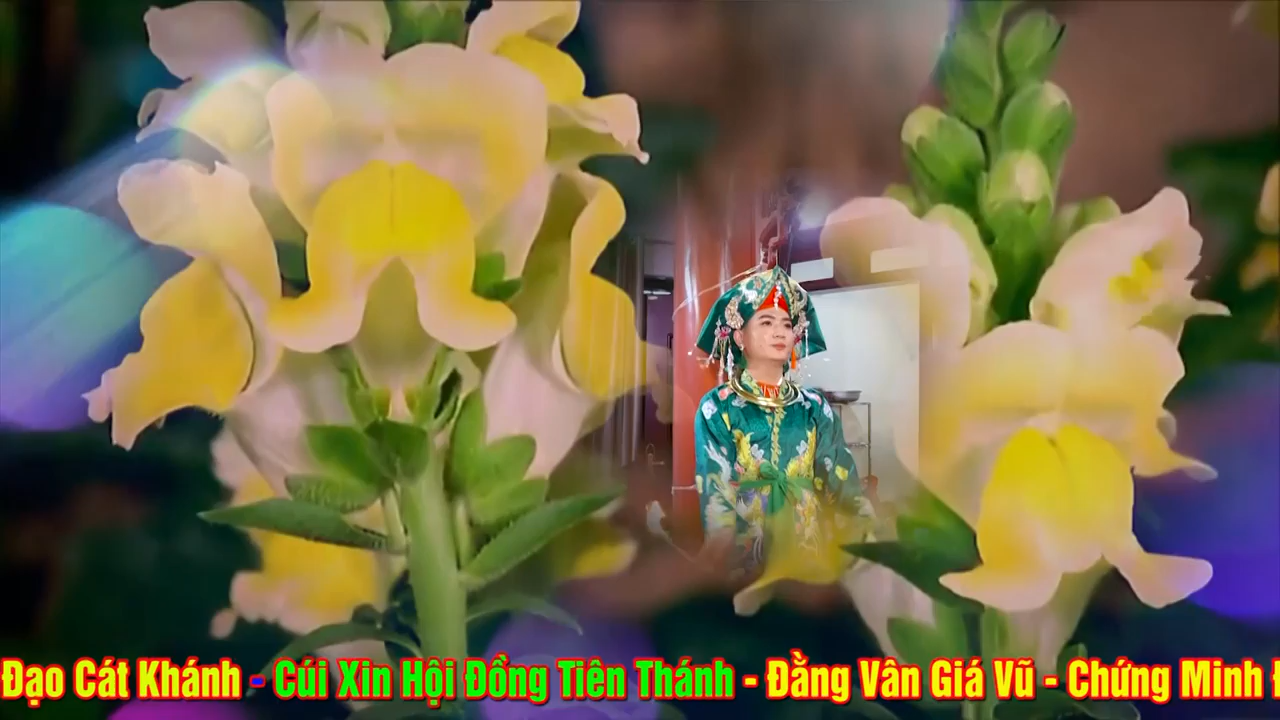 Đạo Cát Khánh - Cúi Xin Hội Đồng Tiên Thánh - Đằng Vân Giá Vũ - Chứng Minh